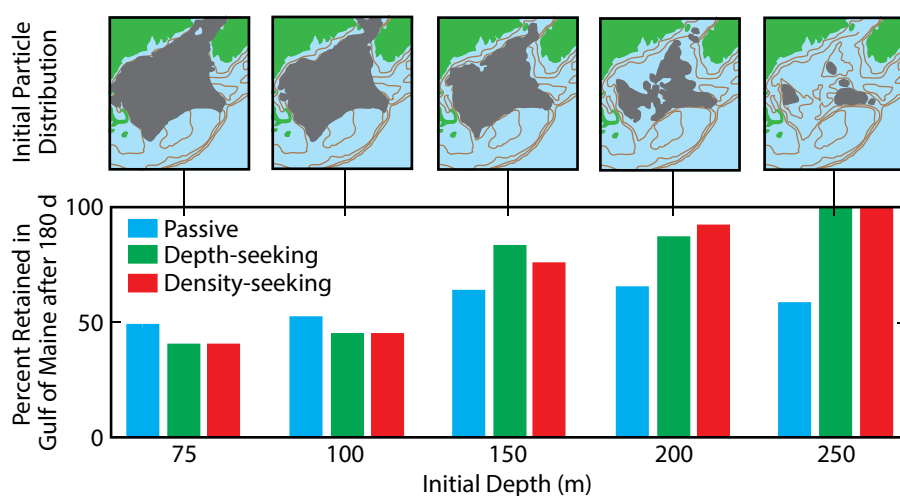 Initial Particle
Distribution
Percent Retained in
Gulf of Maine after 180 d
100
50
0
Passive
Depth-seeking
Density-seeking
75
100
150
200
250
Initial Depth (m)